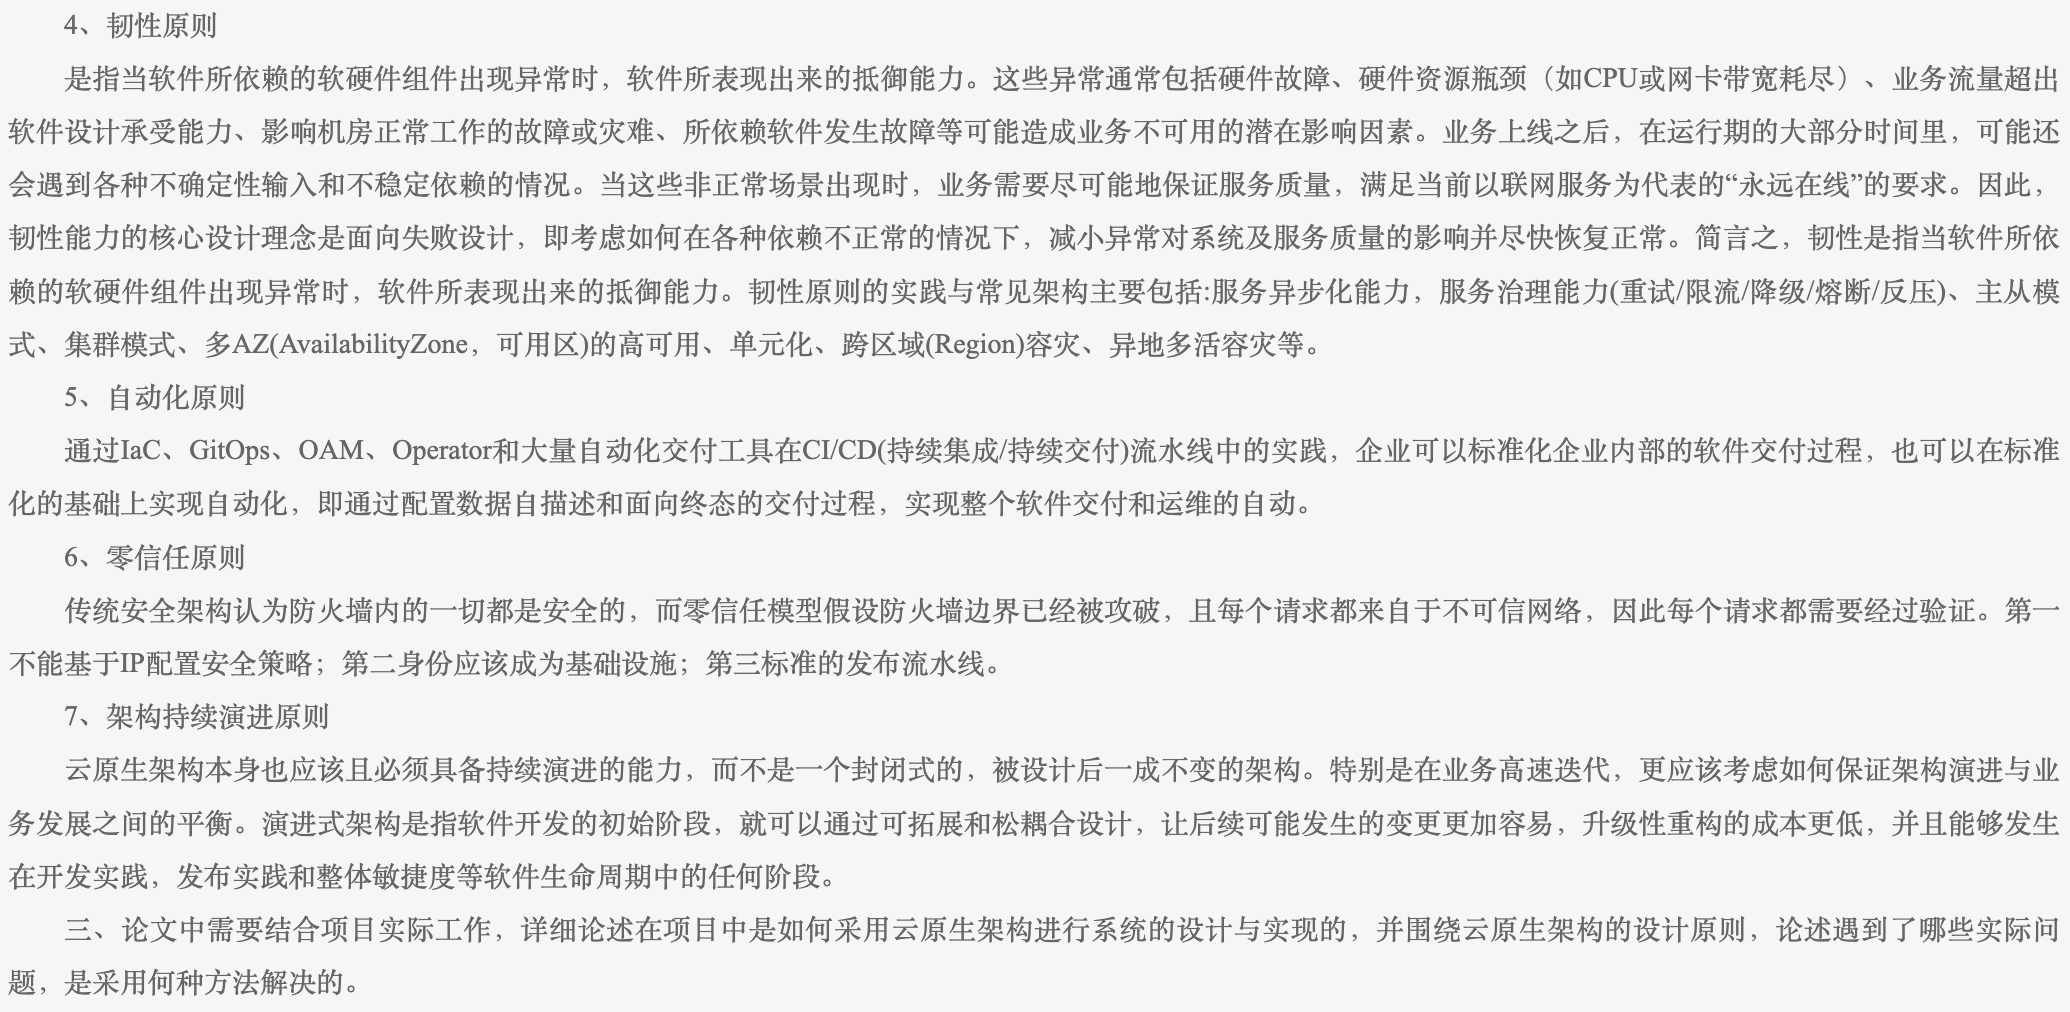 4、韧性原则
是指当软件所依赖的软硬件组件出现异常时，软件所表现出来的抵御能力。这些异常通常包括硬件故障、硬件资源瓶颈（如CPU或网卡带宽耗尽）、业务流量超出
软件设计承受能力、影响机房正常工作的故障或灾难、所依赖软件发生故障等可能造成业务不可用的潜在影响因素。业务上线之后，在运行期的大部分时间里，可能还
会遇到各种不确定性输入和不稳定依赖的情况。当这些非正常场景出现时，业务需要尽可能地保证服务质量，满足当前以联网服务为代表的“永远在线”的要求。因此，
韧性能力的核心设计理念是面向失败设计，即考虑如何在各种依赖不正常的情况下，减小异常对系统及服务质量的影响并尽快恢复正常。简言之，韧性是指当软件所依
赖的软硬件组件出现异常时，软件所表现出来的抵御能力。韧性原则的实践与常见架构主要包括:服务异步化能力，服务治理能力(重试/限流/降级/熔断/反压)、主从模
式、集群模式、多AZ(AvailabilityZone，可用区)的高可用、单元化、跨区域(Region)容灾、异地多活容灾等。
5、自动化原则
通过IaC、GitOps、OAM、Operator和大量自动化交付工具在CI/CD(持续集成/持续交付)流水线中的实践，企业可以标准化企业内部的软件交付过程，也可以在标准
化的基础上实现自动化，即通过配置数据自描述和面向终态的交付过程，实现整个软件交付和运维的自动。
6、零信任原则
传统安全架构认为防火墙内的一切都是安全的，而零信任模型假设防火墙边界已经被攻破，且每个请求都来自于不可信网络，因此每个请求都需要经过验证。第一
不能基于IP配置安全策略；第二身份应该成为基础设施；第三标准的发布流水线。
7、架构持续演进原则
云原生架构本身也应该且必须具备持续演进的能力，而不是一个封闭式的，被设计后一成不变的架构。特别是在业务高速迭代，更应该考虑如何保证架构演进与业
务发展之间的平衡。演进式架构是指软件开发的初始阶段，就可以通过可拓展和松耦合设计，让后续可能发生的变更更加容易，升级性重构的成本更低，并且能够发生
在开发实践，发布实践和整体敏捷度等软件生命周期中的任何阶段。
三、论文中需要结合项目实际工作，详细论述在项目中是如何采用云原生架构进行系统的设计与实现的，并围绕云原生架构的设计原则，论述遇到了哪些实际问
题，是采用何种方法解决的。